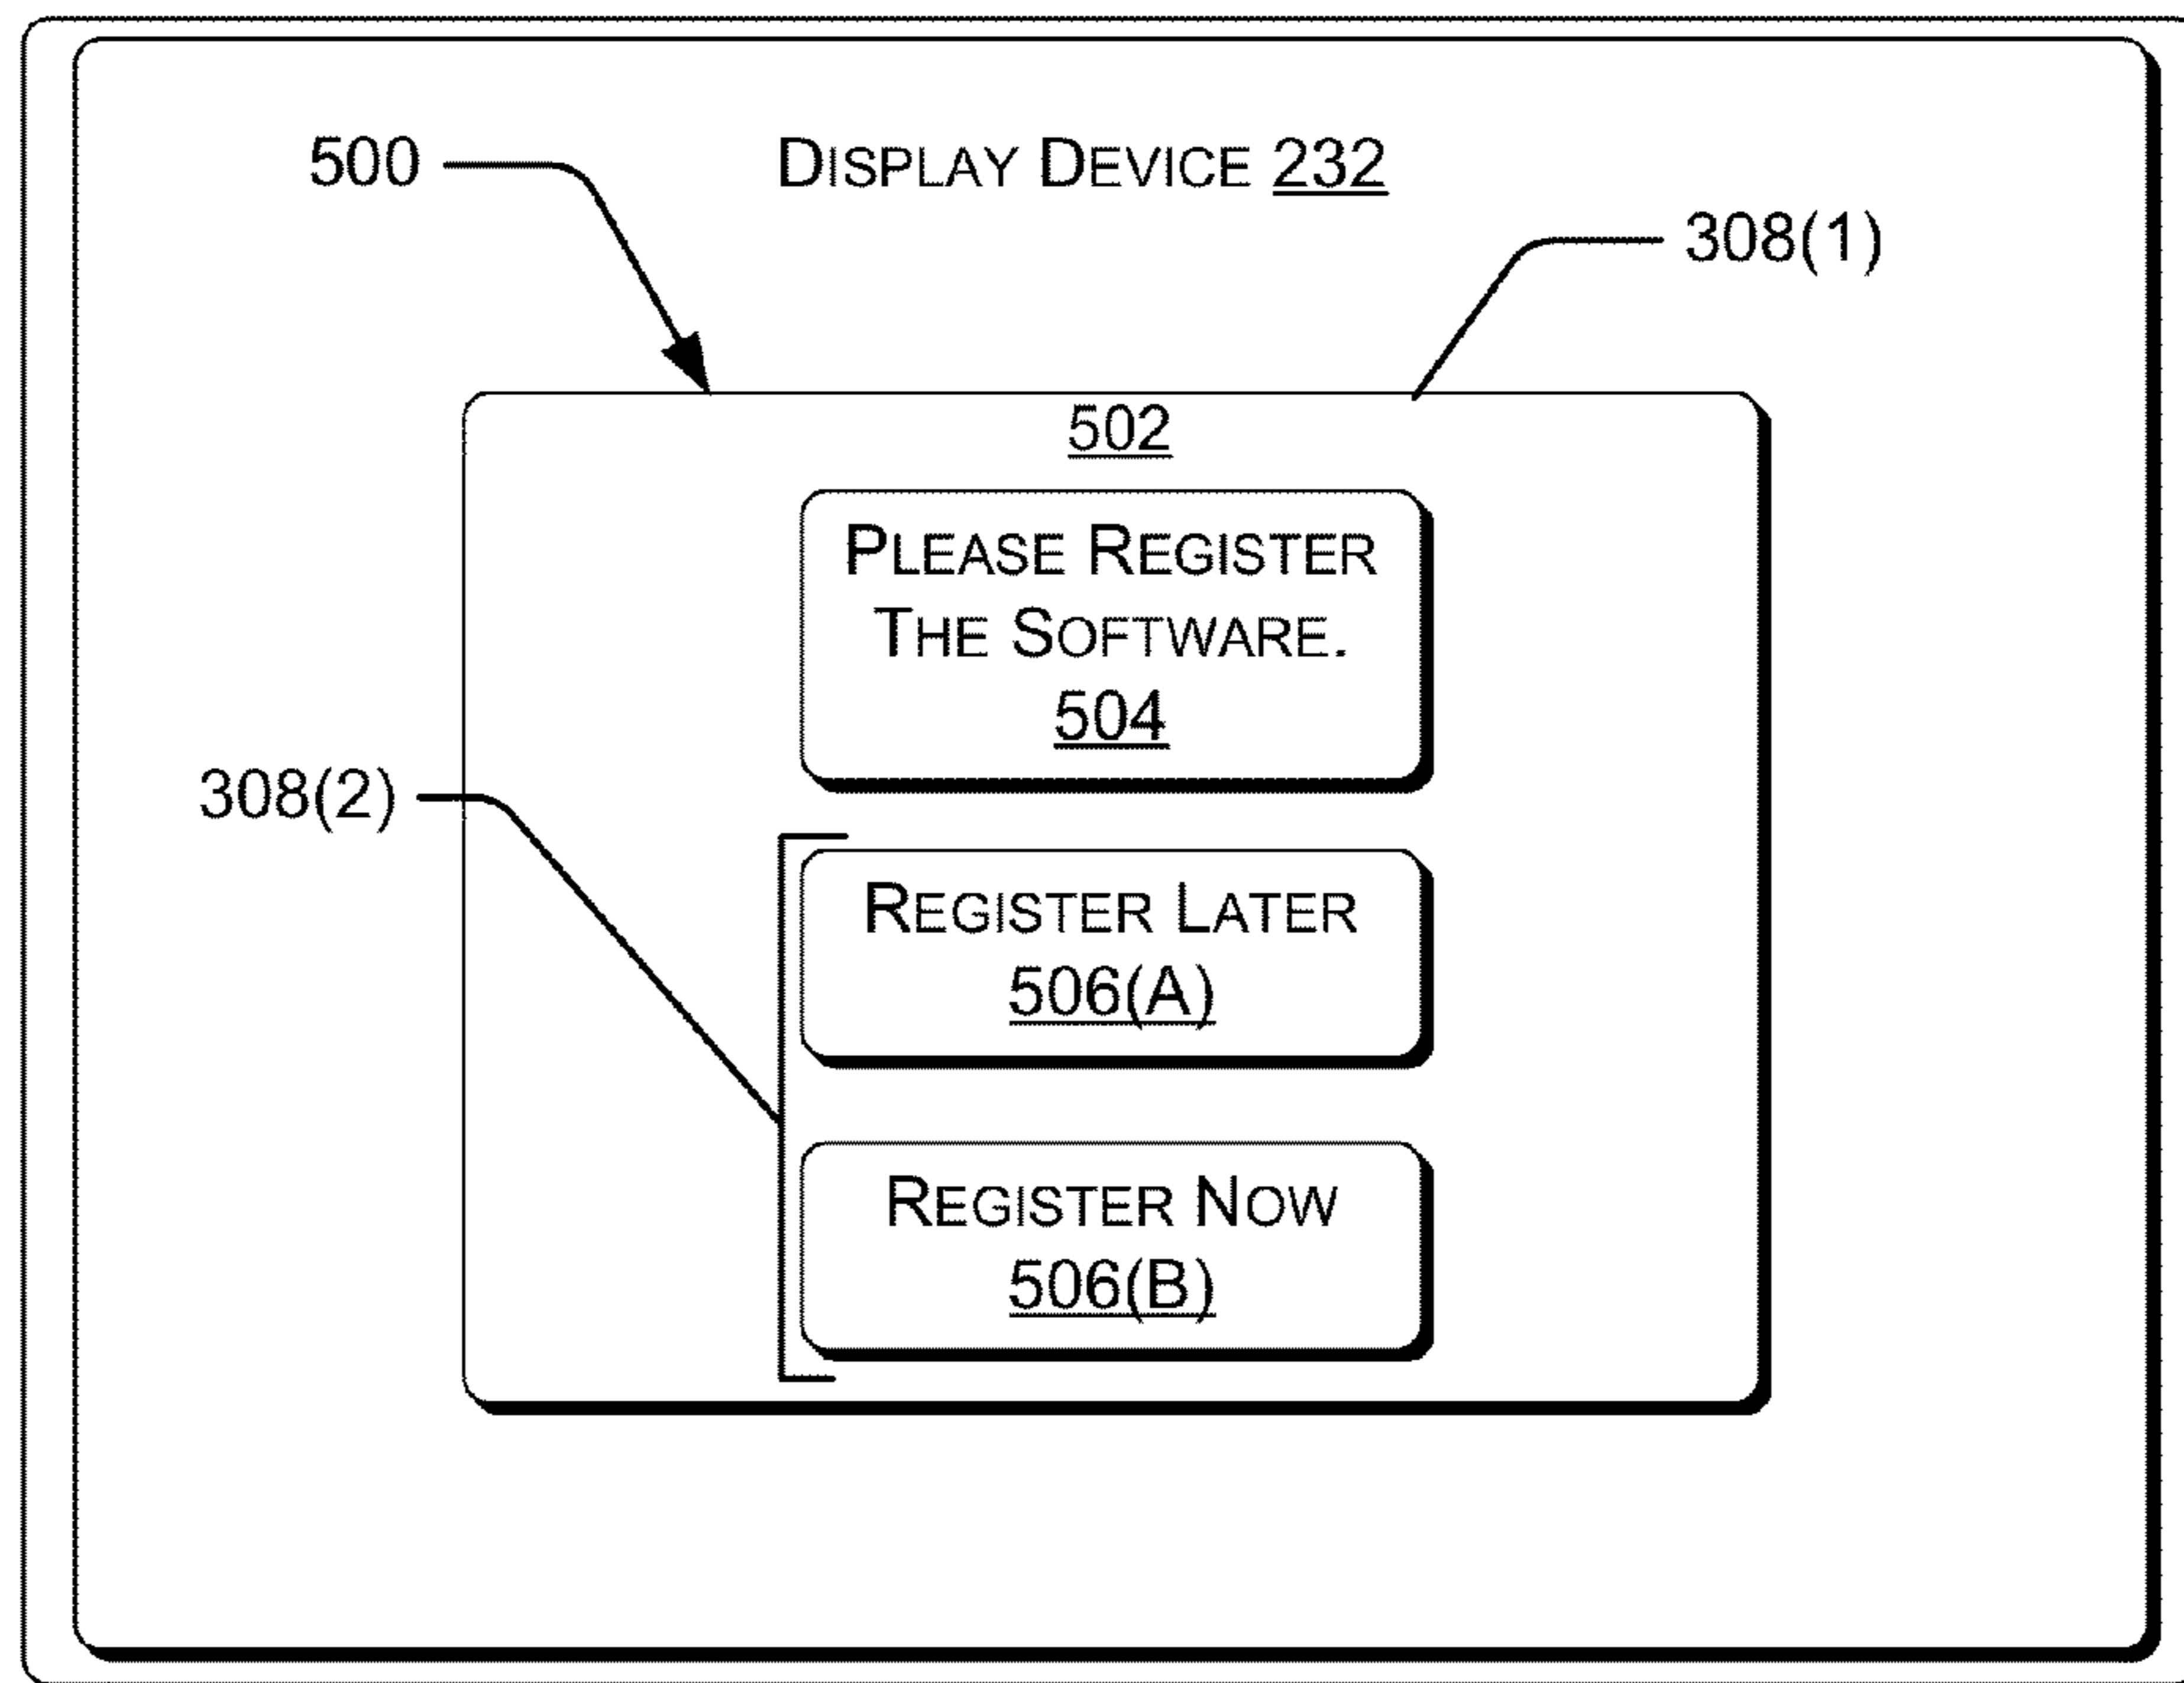 500
DISPLAY DEVICE 232
308(1)
502
PLEASE REGISTER
THE SOFTWARE.
504
308(2)
REGISTER LATER
506(A)
REGISTER NOW
506(B)